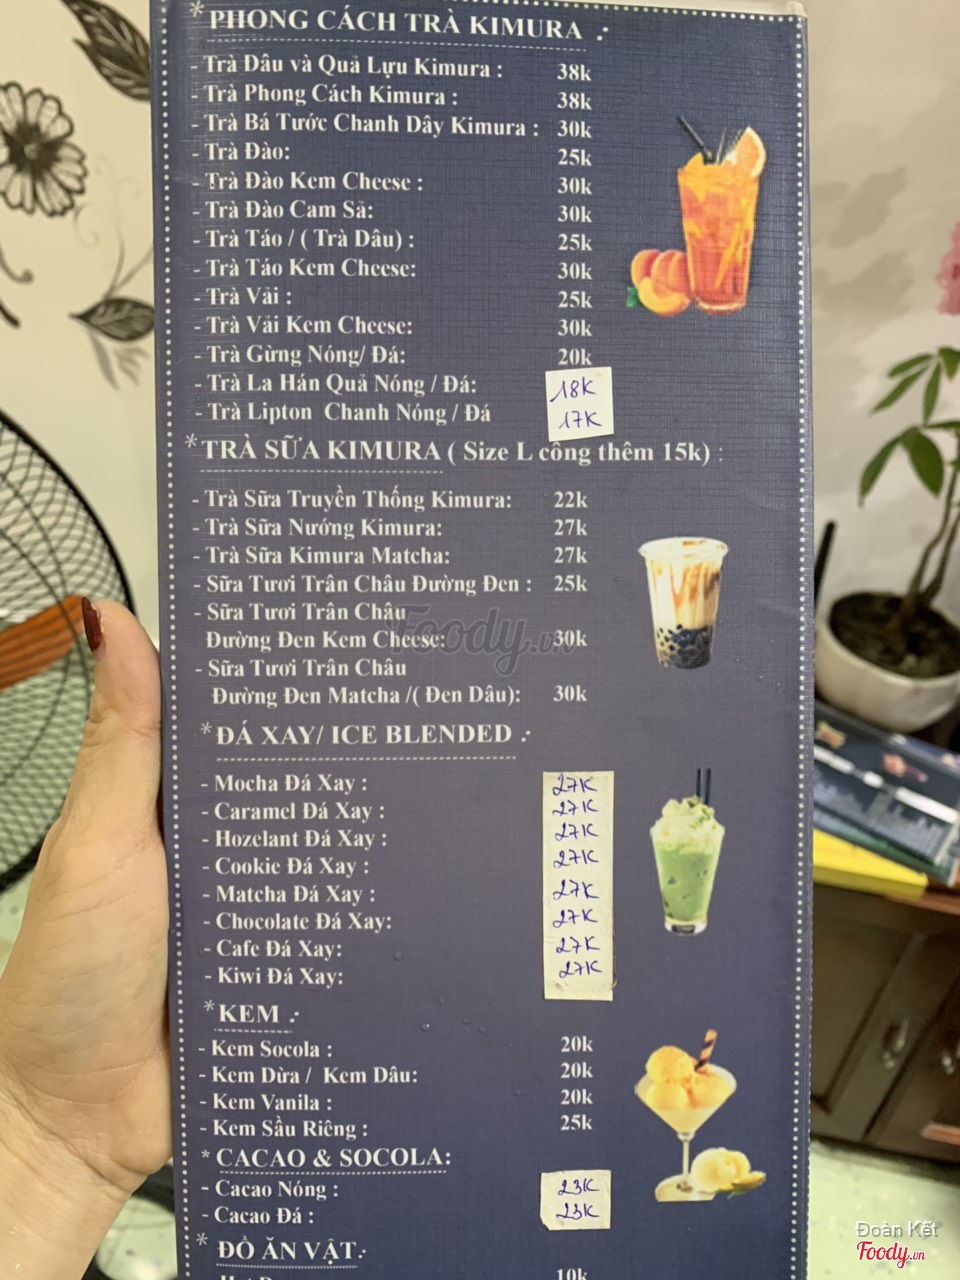 * PHONG CÁCH TRÀ KIMURA :
- Trà Dâu và Quả Lựu Kimura : 38k
- Trà Phong Cách Kimura : 38k
- Trà Bá Tước Chanh Dây Kimura : 30k
- Trà Đào: 25k
- Trà Đào Kem Cheese : 30k
- Trà Đào Cam Sả: 30k
- Trà Táo / ( Trà Dâu) : 25k
- Trà Táo Kem Cheese: 30k
- Trà Vải : 25k
- Trà Vải Kem Cheese: 30k
- Trà Gừng Nóng/ Đá: 20k
- Trà La Hán Quả Nóng / Đá: 18K
- Trà Lipton Chanh Nóng / Đá 17K
* TRÀ SỮA KIMURA ( Size L cộng thêm 15k) :
- Trà Sữa Truyền Thống Kimura: 22k
- Trà Sữa Nướng Kimura: 27k
- Trà Sữa Kimura Matcha: 27k
- Sữa Tươi Trân Châu Đường Đen : 25k
- Sữa Tươi Trân Châu
Đường Đen Kem Cheese: 30k
- Sữa Tươi Trân Châu
Đường Đen Matcha /( Đen Dâu): 30k
* ĐÁ XAY/ ICE BLENDED :
- Mocha Đá Xay : 27K
- Caramel Đá Xay : 27K
- Hozelant Đá Xay : 27K
- Cookie Đá Xay : 27K
- Matcha Đá Xay : 27K
- Chocolate Đá Xay: 27K
- Cafe Đá Xay: 27K
- Kiwi Đá Xay: 27K
* KEM :
- Kem Socola : 20k
- Kem Dừa / Kem Dâu: 20k
- Kem Vanila : 20k
- Kem Sầu Riêng : 25k
* CACAO & SOCOLA:
- Cacao Nóng : 23K
- Cacao Đá : 23K
* ĐỒ ĂN VẶT:
10k
Foody.vn
Đoàn Kết
Foody.vn